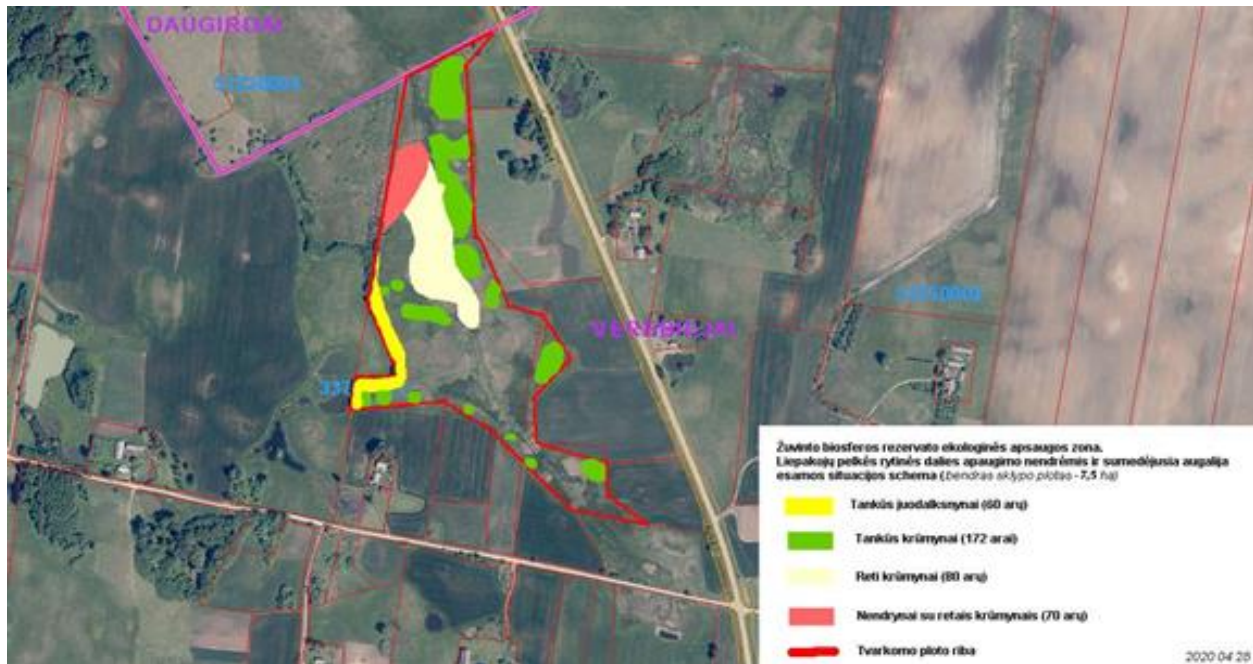 DAUGIRDAI
337
Žuvinto biosferos rezervato ekologinės apsaugos zona.
Liepakojų pelkės rytinės dalies apaugimo nendrėmis ir sumedėjusia augalija
esamos situacijos schema (bendras sklypo plotas - 7,5 ha)
Tankūs juodalksnynai (60 arų)
Tankūs krūmynai (172 arai)
Reti krūmynai (80 arų)
Nendrynai su retais krūmynais (70 arų)
Tvarkomo ploto riba
2020 04 28